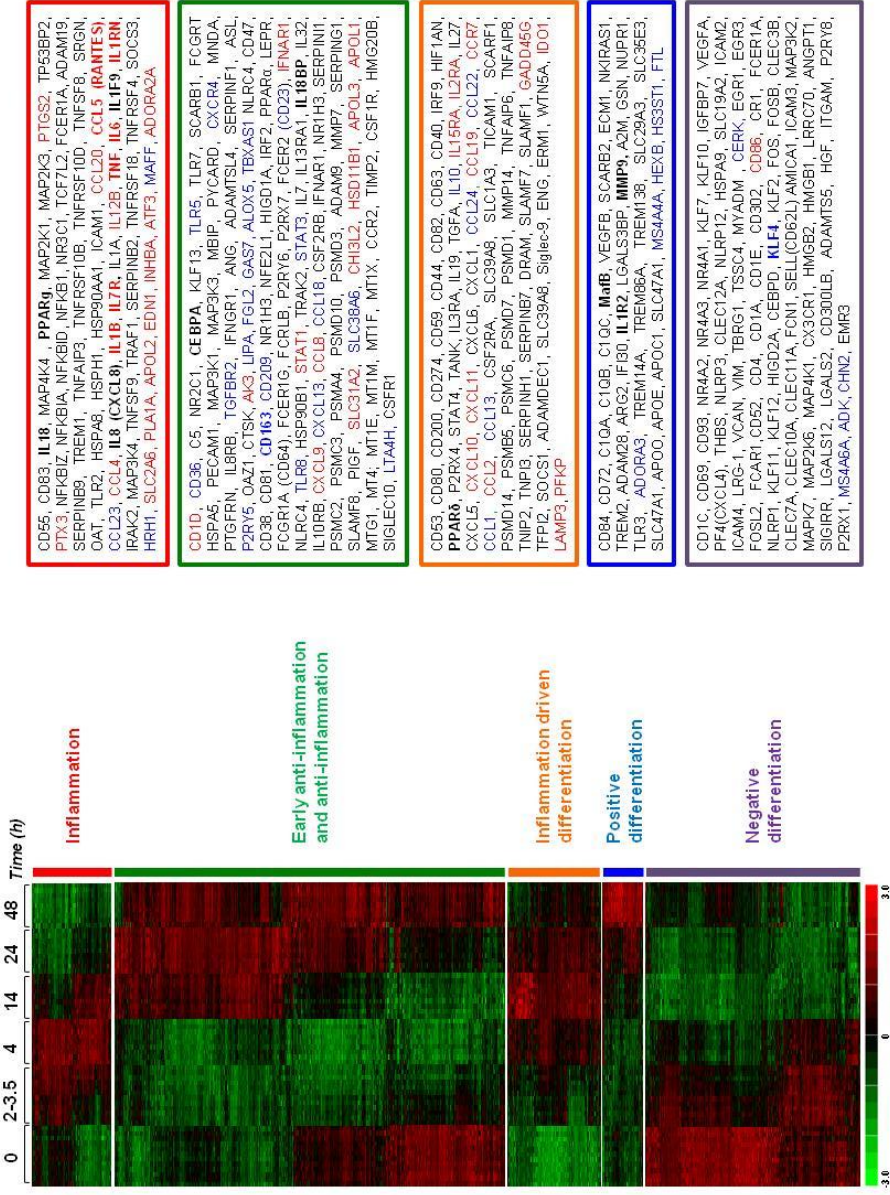 Time (h)
0
2-3.5
4
14
24
48
Inflammation
CD55, CD83, IL18, MAP4K4 , PPARg, MAP2K1, MAP2K3, PTGS2, TP53BP2,
PTX3, NFKBIZ, NFKBIA, NFKBID, NFKB1, NR3C1, TCF7L2, FCER1A, ADAM19,
SERPINB9, TREM1, TNFAIP3, TNFRSF10B, TNFRSF10D, TNFSF8, SRGN,
OAT, TLR2, HSPA8, HSPH1, HSP90AA1, ICAM1, CCL20, CCL5 (RANTES),
CCL23, CCL4, IL8 (CXCL8), IL1B, IL7R, IL1A, IL12B, TNF, IL6, IL1F9, IL1RN,
IRAK2, MAP3K4, TNFSF9, TRAF1, SERPINB2, TNFRSF18, TNFRSF4, SOCS3,
HRH1, SLC2A6, PLA1A, APOL2, EDN1, INHBA, ATF3, MAFF, ADORA2A
Early anti-inflammation
and anti-inflammation
CD1D, CD36, C5, NR2C1, CEBPA, KLF13, TLR5, TLR7, SCARB1, FCGRT
HSPA5, PECAM1, MAP3K1, MAP3K3, MBIP, PYCARD, CXCR4, MNDA,
PTGFRN, IL8RB, TGFBR2, IFNGR1, ANG, ADAMTSL4, SERPINF1, ASL,
P2RY5, OAZ1, CTSK, AK3, LIPA, FGL2, GAS7, ALOX5, TBXAS1 NLRC4, CD47,
CD38, CD81, CD163, CD209, NR1H3, NFE2L1, HIGD1A, IRF2, PPARα, LEPR,
FCGR1A (CD64), FCER1G, FCRLB, P2RY6, P2RX7, FCER2 (CD23), IFNAR1,
NLRC4, TLR8, HSP90B1, STAT1, TRAK2, STAT3, IL7, IL13RA1, IL18BP, IL32,
IL10RB, CXCL9, CXCL13, CCL8, CCL18, CSF2RB, IFNAR1, NR1H3, SERPINI1,
PSMC2, PSMC3, PSMA4, PSMD10, PSMD3, ADAM9, MMP7, SERPING1,
SLAMF8, PIGF, SLC31A2, SLC38A6, CHI3L2, HSD11B1, APOL3, APOL1,
MTG1, MT4, MT1E, MT1M, MT1F, MT1X, CCR2, TIMP2, CSF1R, HMG20B,
SIGLEC10, LTA4H, CSFR1
Inflammation driven
differentiation
CD53, CD80, CD200, CD274, CD59, CD44, CD82, CD63, CD40, IRF9, HIF1AN,
PPARδ, P2RX4, STAT4, TANK, IL3RA, IL19, TGFA, IL10, IL15RA, IL2RA, IL27
CXCL5, CXCL10, CXCL11, CXCL6, CXCL1, CCL24, CCL19, CCL22, CCR7,
CCL1, CCL2, CCL13, CSF2RA, SLC39A8, SLC1A3, TICAM1, SCARF1,
PSMD14, PSMB5, PSMC6, PSMD7, PSMD1, MMP14, TNFAIP6, TNFAIP8,
TNIP2, TNPI3, SERPINH1, SERPINB7, DRAM, SLAMF7, SLAMF1, GADD45G,
TFPI2, SOCS1, ADAMDEC1, SLC39A8, Siglec-9, ENG, ERM1, WTN5A, IDO1,
LAMP3, PFKP
Positive
differentiation
CD84, CD72, C1QA, C1QB, C1QC, MafB, VEGFB, SCARB2, ECM1, NKIRAS1,
TREM2, ADAM28, ARG2, IF30, IL1R2, LGALS3BP, MMP9, A2M, GSN, NUPR1,
TLR3, ADORA3, TREM14A, TREM86A, TREM138, SLC29A3, SLC35E3,
SLC47A1, APOO, APOE, APOC1, SLC47A1, MS4A4A, HEXB, HS3ST1, FTL
Negative
differentiation
CD1C, CD69, CD93, NR4A2, NR4A3, NR4A1, KLF7, KLF10, IGFBP7, VEGFA,
PF4(CXCL4), THBS, NLRP3, CLEC12A, NLRP12, HSPA9, SLC19A2, ICAM2,
ICAM4, LRG-1, VCAN, VIM, TBRG1, TSSC4, MYADM, CERK, EGR1, EGR3,
FOSL2, FCAR1, CD52, CD4, CD1A, CD1E, CD302, CD86, CR1, FCER1A,
NLRP1, KLF11, KLF12, HIGD2A, CEBPD, KLF4, KLF2, FOS, FOSB, CLEC3B,
CLEC7A, CLEC10A, CLEC11A, FCN1, SELL(CD62L) AMICA1, ICAM3, MAP3K2,
MAPK7, MAP2K6, MAP4K1, CX3CR1, HMGB2, HMGB1, LRRC70, ANGPT1,
SIGIRR, LGALS12, LGALS2, CD300LB, ADAMTS5, HGF, ITGAM, P2RY8,
P2RX1, MS4A6A, ADK, CHN2, EMR3
-3.0
0
3.0